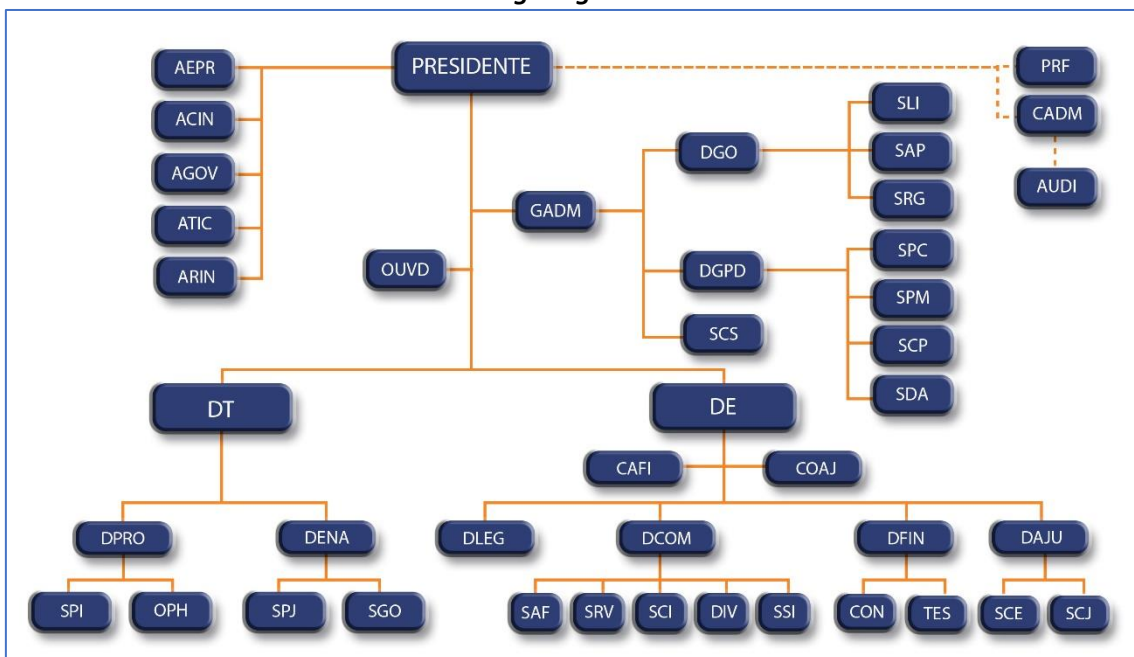 PRESIDENTE
AEPR
ACIN
AGOV
ATIC
ARIN
PRF
CADM
AUDI
GADM
OUVD
DGO
SLI
SAP
SRG
DGPD
SPC
SPM
SCP
SDA
SCS
DT
DE
CAFI
COAJ
DPRO
DENA
DLEG
DCOM
DFIN
DAJU
SPI
OPH
SPJ
SGO
SAF
SRV
SCI
DIV
SSI
CON
TES
SCE
SCJ